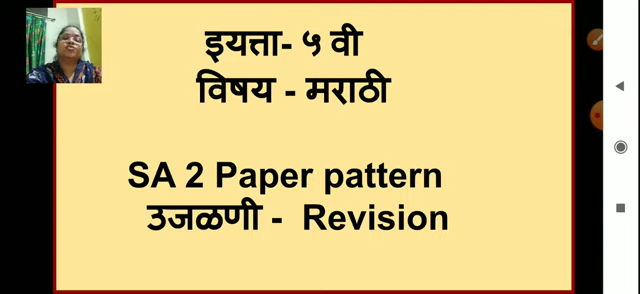 इयत्ता- ५ वी
विषय - मराठी
SA 2 Paper pattern
उजळणी - Revision